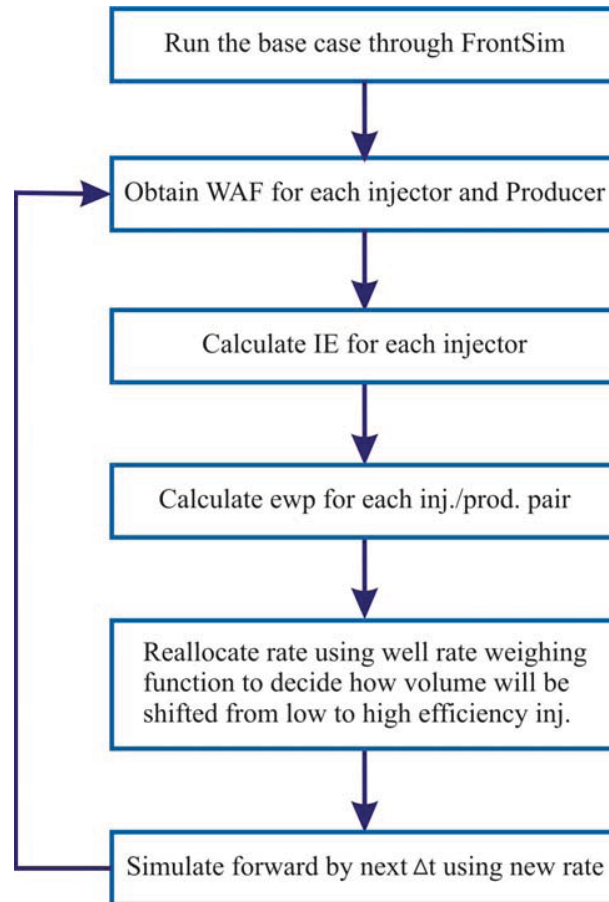 Run the base case through FrontSim
Obtain WAF for each injector and Producer
Calculate IE for each injector
Calculate ewp for each inj./prod. pair
Reallocate rate using well rate weighing
function to decide how volume will be
shifted from low to high efficiency inj.
Simulate forward by next Δt using new rate